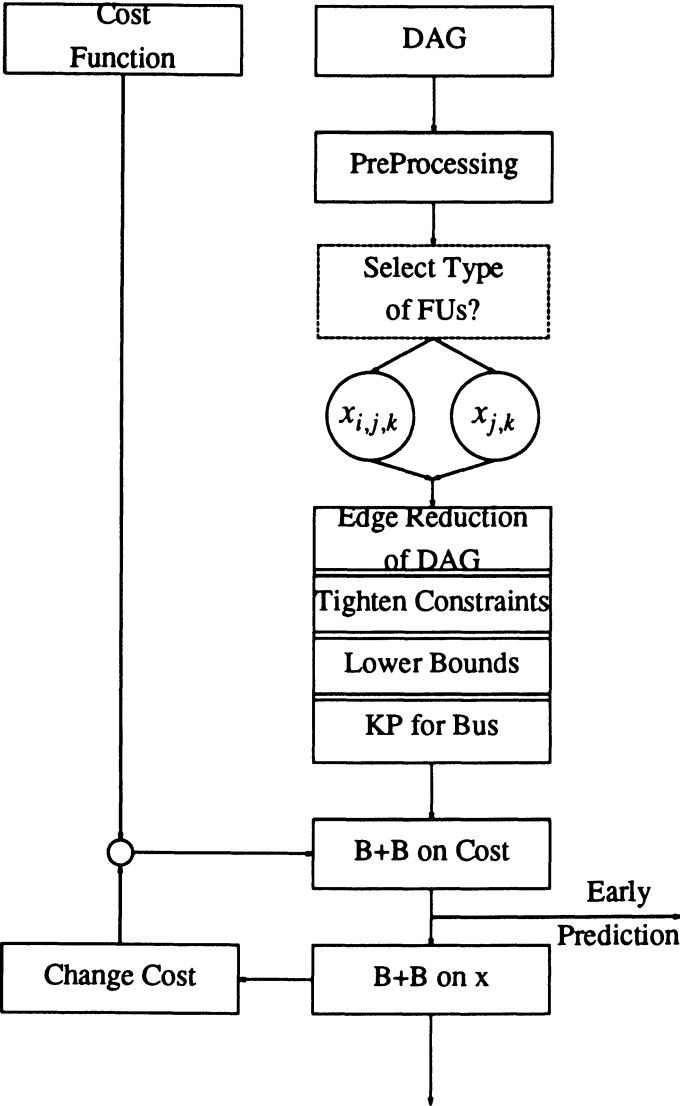 Cost
Function
DAG
PreProcessing
Select Type
of FUs?
x_{i,j,k}
x_{j,k}
Edge Reduction
of DAG
Tighten Constraints
Lower Bounds
KP for Bus
B+B on Cost
Early
Prediction
Change Cost
B+B on x